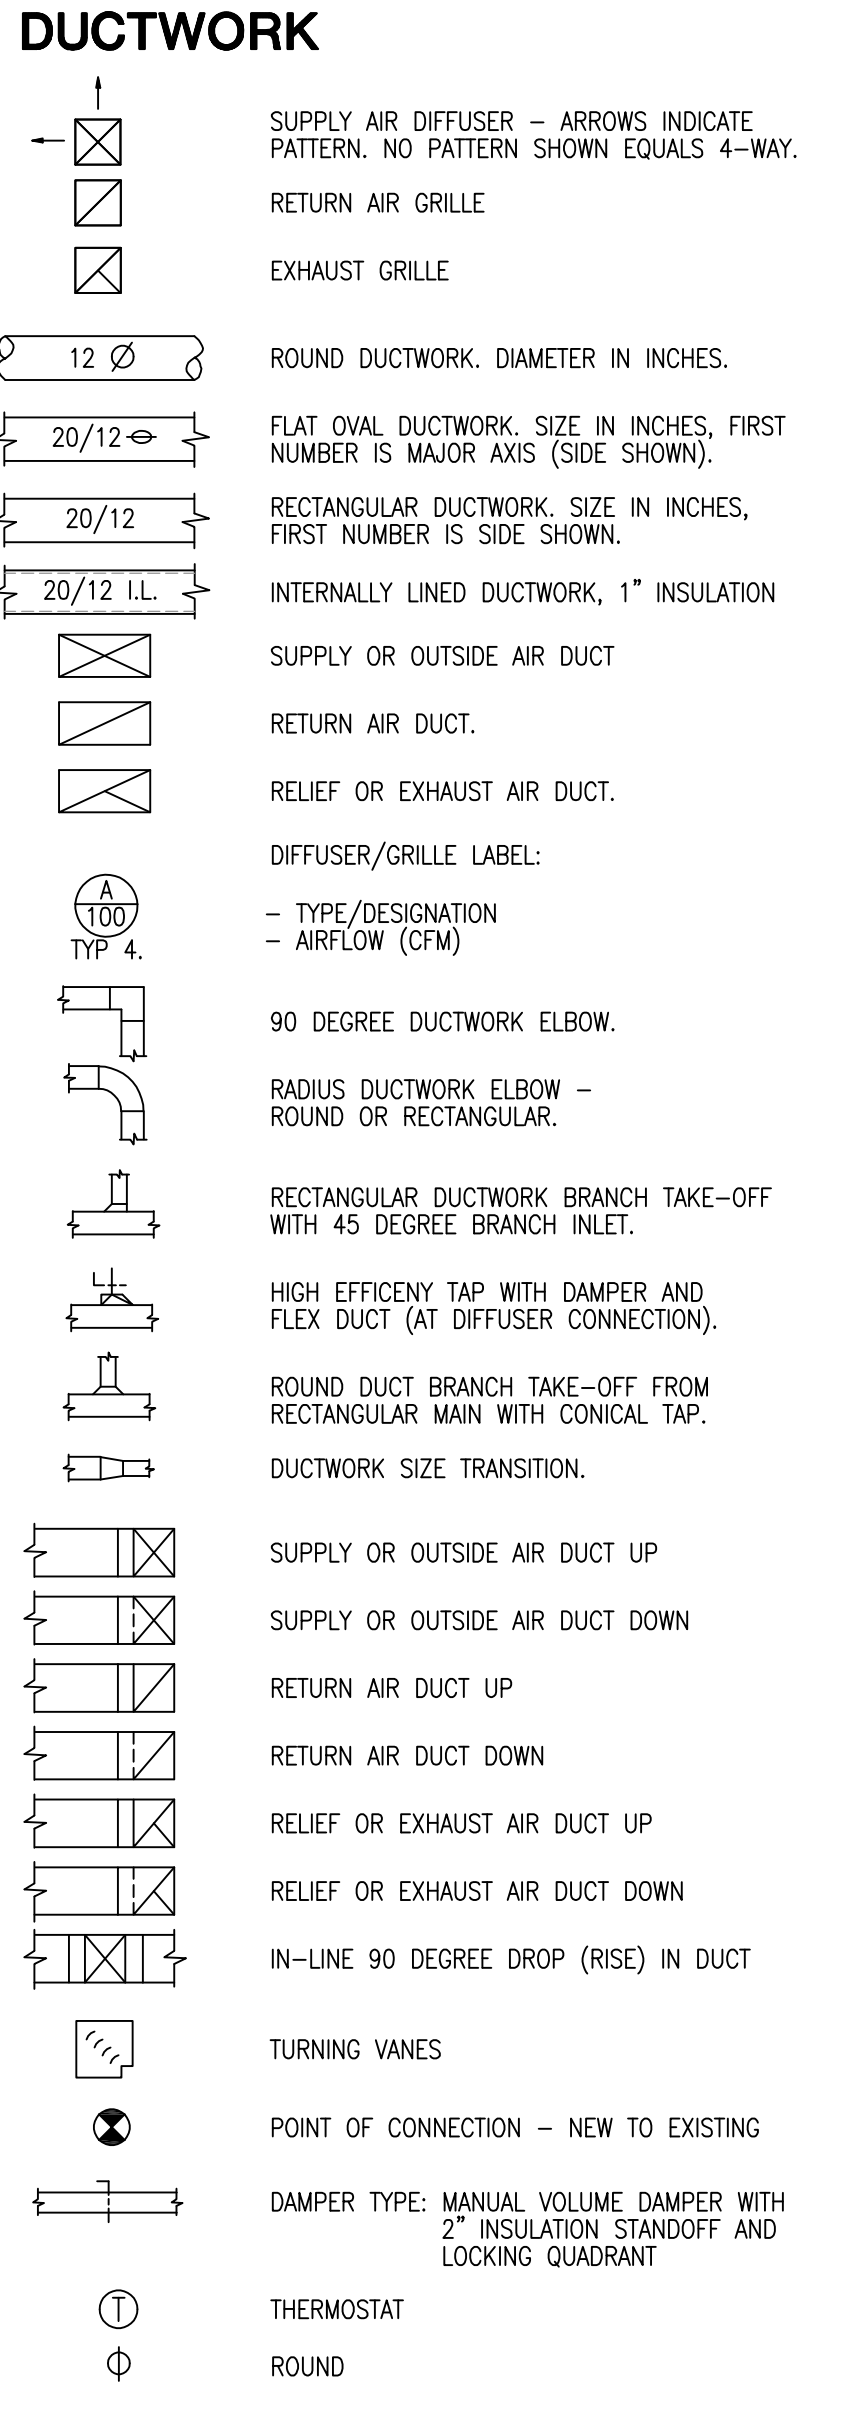 DUCTWORK
SUPPLY AIR DIFFUSER – ARROWS INDICATE
PATTERN. NO PATTERN SHOWN EQUALS 4–WAY.
RETURN AIR GRILLE
EXHAUST GRILLE
12 Ø
ROUND DUCTWORK. DIAMETER IN INCHES.
20/12
FLAT OVAL DUCTWORK. SIZE IN INCHES, FIRST
NUMBER IS MAJOR AXIS (SIDE SHOWN).
20/12
RECTANGULAR DUCTWORK. SIZE IN INCHES,
FIRST NUMBER IS SIDE SHOWN.
20/12 I.L.
INTERNALLY LINED DUCTWORK, 1" INSULATION
SUPPLY OR OUTSIDE AIR DUCT
RETURN AIR DUCT.
RELIEF OR EXHAUST AIR DUCT.
DIFFUSER/GRILLE LABEL:
A
100
TYP 4.
– TYPE/DESIGNATION
– AIRFLOW (CFM)
90 DEGREE DUCTWORK ELBOW.
RADIUS DUCTWORK ELBOW –
ROUND OR RECTANGULAR.
RECTANGULAR DUCTWORK BRANCH TAKE–OFF
WITH 45 DEGREE BRANCH INLET.
HIGH EFFICENY TAP WITH DAMPER AND
FLEX DUCT (AT DIFFUSER CONNECTION).
ROUND DUCT BRANCH TAKE–OFF FROM
RECTANGULAR MAIN WITH CONICAL TAP.
DUCTWORK SIZE TRANSITION.
SUPPLY OR OUTSIDE AIR DUCT UP
SUPPLY OR OUTSIDE AIR DUCT DOWN
RETURN AIR DUCT UP
RETURN AIR DUCT DOWN
RELIEF OR EXHAUST AIR DUCT UP
RELIEF OR EXHAUST AIR DUCT DOWN
IN–LINE 90 DEGREE DROP (RISE) IN DUCT
TURNING VANES
POINT OF CONNECTION – NEW TO EXISTING
DAMPER TYPE: MANUAL VOLUME DAMPER WITH
2" INSULATION STANDOFF AND
LOCKING QUADRANT
T
THERMOSTAT
ROUND